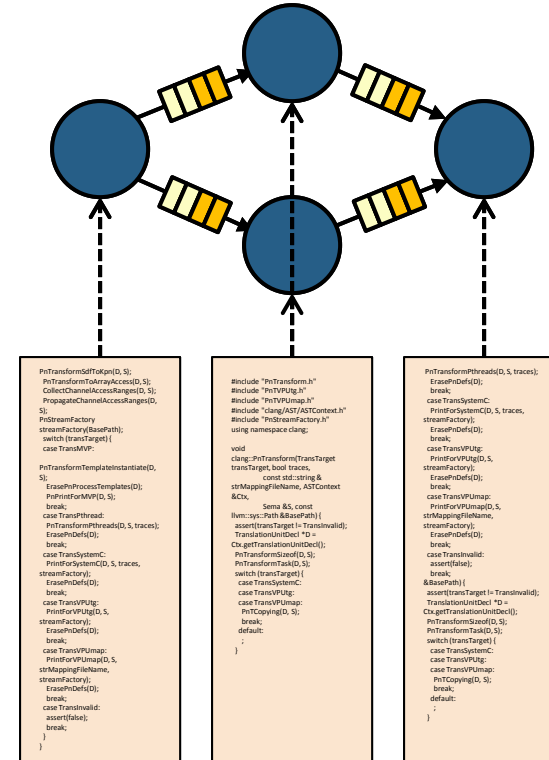 PnTransformSdfToKpn(D, S);
PnTransformToArrayAccess(D, S);
CollectChannelAccessRanges(D, S);
PropagateChannelAccessRanges(D,
S);
PnStreamFactory
streamFactory(BasePath);
switch (transTarget) {
case TransMVP:
PnTransformTemplateInstantiate(D,
S);
ErasePnProcessTemplates(D);
PnPrintForMVP(D, S);
break;
case TransPthread:
PnTransformPthreads(D, S, traces);
ErasePnDefs(D);
break;
case TransSystemC:
PrintForSystemC(D, S, traces,
streamFactory);
ErasePnDefs(D);
break;
case TransVPUtg:
PrintForVPUtg(D, S,
streamFactory);
ErasePnDefs(D);
break;
case TransVPUmap:
PrintForVPUmap(D, S,
strMappingFileName,
streamFactory);
ErasePnDefs(D);
break;
case TransInvalid:
assert(false);
break;
}
}
#include "PnTransform.h"
#include "PnTVPUtg.h"
#include "PnTVPUmap.h"
#include "clang/AST/ASTContext.h"
#include "PnStreamFactory.h"
using namespace clang;
void
clang::PnTransform(TransTarget
transTarget, bool traces,
const std::string &
strMappingFileName, ASTContext
&Ctx,
Sema &S, const
llvm::sys::Path &BasePath) {
assert(transTarget != TransInvalid);
TranslationUnitDecl *D =
Ctx.getTranslationUnitDecl();
PnTransformSizeof(D, S);
PnTransformTask(D, S);
switch (transTarget) {
case TransSystemC:
case TransVPUtg:
case TransVPUmap:
PnTCopying(D, S);
break;
default:
;
}
PnTransformPthreads(D, S, traces);
ErasePnDefs(D);
break;
case TransSystemC:
PrintForSystemC(D, S, traces,
streamFactory);
ErasePnDefs(D);
break;
case TransVPUtg:
PrintForVPUtg(D, S,
streamFactory);
ErasePnDefs(D);
break;
case TransVPUmap:
PrintForVPUmap(D, S,
strMappingFileName,
streamFactory);
ErasePnDefs(D);
break;
case TransInvalid:
assert(false);
break;
&BasePath) {
assert(transTarget != TransInvalid);
TranslationUnitDecl *D =
Ctx.getTranslationUnitDecl();
PnTransformSizeof(D, S);
PnTransformTask(D, S);
switch (transTarget) {
case TransSystemC:
case TransVPUtg:
case TransVPUmap:
PnTCopying(D, S);
break;
default:
;
}